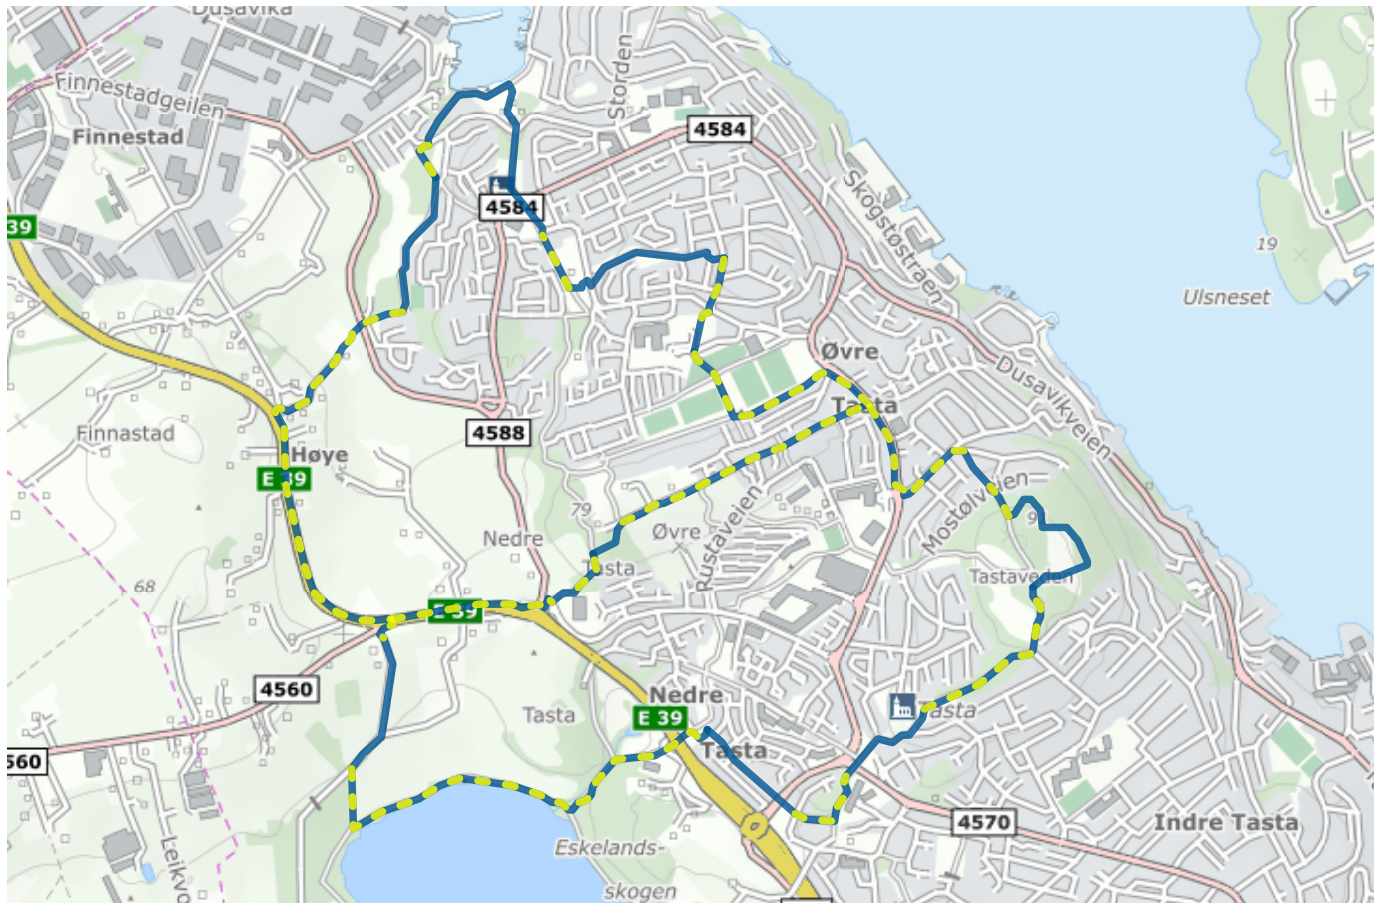 Dusavika
Storden
Finnestadgeilen
Finnestad
4584
Skogstøstraen
4584
39
19
Ulsneset
Øvre
Tasta
Dusavikveien
4588
Finnastad
Høye
E 39
Mostølveien
79
Øvre
9
Nedre
Tasta
Rustaveien
Tastaveden
68
E 39
4560
Nedre
Tasta
E 39
Tasta
Tasta
560
4570
Indre Tasta
Leikvo
Eskelands-
skogen